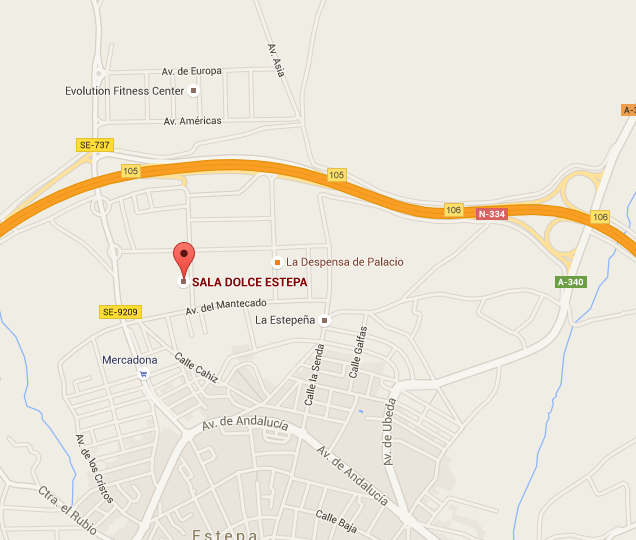 Av. Asia
Av. de Europa
Evolution Fitness Center
A-3
Av. Américas
SE-737
105
105
106
N-334
106
La Despensa de Palacio
SALA DOLCE ESTEPA
A-340
Av. del Mantecado
SE-9209
La Estepeña
Mercadona
Calle Cahiz
Calle la Senda
Calle Galfas
Av. de Andalucía
Av. de Ubeda
Av. de los Cristos
Av. de Andalucía
Ctra. el Rubio
Calle Baja
Estepa